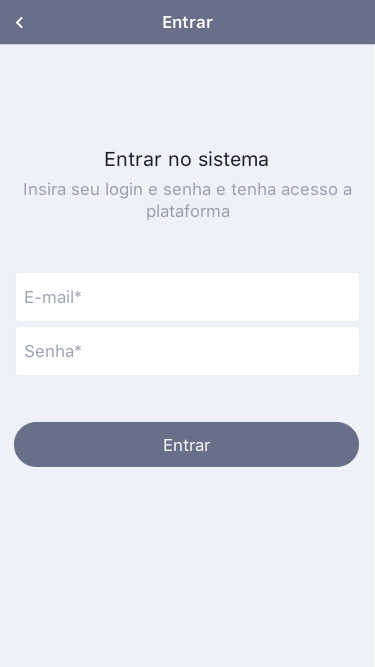 Entrar
Entrar no sistema
Insira seu login e senha e tenha acesso a
plataforma
E-mail*
Senha*
Entrar